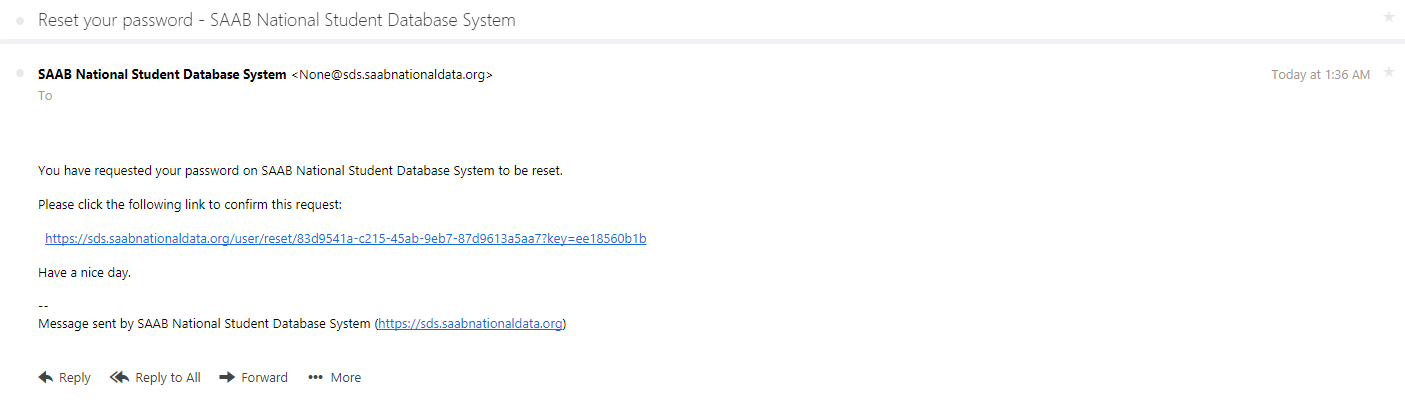 Reset your password - SAAB National Student Database System
SAAB National Student Database System <None@sds.saabnationaldata.org>
Today at 1:36 AM
To
You have requested your password on SAAB National Student Database System to be reset.
Please click the following link to confirm this request:
https://sds.saabnationaldata.org/user/reset/83d9541a-c215-45ab-9eb7-87d9613a5aa7?key=ee18560b1b
Have a nice day.
--
Message sent by SAAB National Student Database System (https://sds.saabnationaldata.org)
Reply Reply to All Forward More